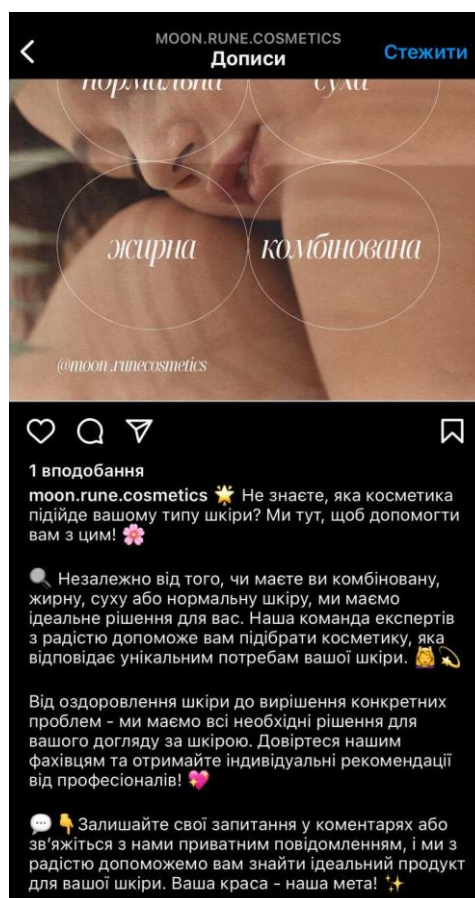 MOON.RUNE.COSMETICS
Дописи
Стежити
нормальна
суха
жирна
комбінована
@moon.runecosmetics
1 вподобання
moon.rune.cosmetics 🌟 Не знаєте, яка косметика
підійде вашому типу шкіри? Ми тут, щоб допомогти
вам з цим! 🌸
🔍 Незалежно від того, чи маєте ви комбіновану,
жирну, суху або нормальну шкіру, ми маємо
ідеальне рішення для вас. Наша команда експертів
з радістю допоможе вам підібрати косметику, яка
відповідає унікальним потребам вашої шкіри. 💆‍♀️💫
Від оздоровлення шкіри до вирішення конкретних
проблем - ми маємо всі необхідні рішення для
вашого догляду за шкірою. Довіртеся нашим
фахівцям та отримайте індивідуальні рекомендації
від професіоналів! 💖
💬 👇Залишайте свої запитання у коментарях або
зв'яжіться з нами приватним повідомленням, і ми з
радістю допоможемо вам знайти ідеальний продукт
для вашої шкіри. Ваша краса - наша мета! ✨